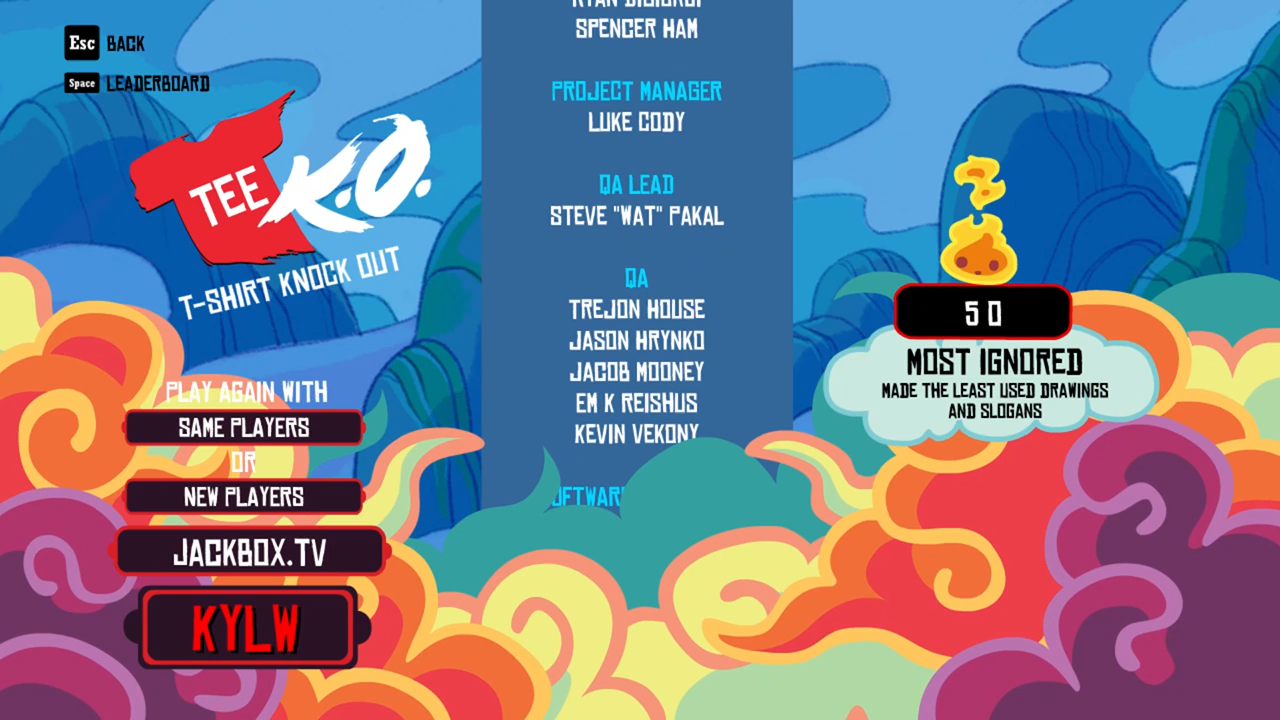 Esc BACK
Space LEADERBOARD
TEE K.O.
T-SHIRT KNOCK OUT
PLAY AGAIN WITH
SAME PLAYERS
OR
NEW PLAYERS
JACKBOX.TV
KYLW
SPENCER HAM
PROJECT MANAGER
LUKE CODY
QA LEAD
STEVE "WAT" PAKAL
QA
TREJON HOUSE
JASON HRYNKO
JACOB MOONEY
EM K REISHUS
KEVIN VEKONY
50
MOST IGNORED
MADE THE LEAST USED DRAWINGS
AND SLOGANS